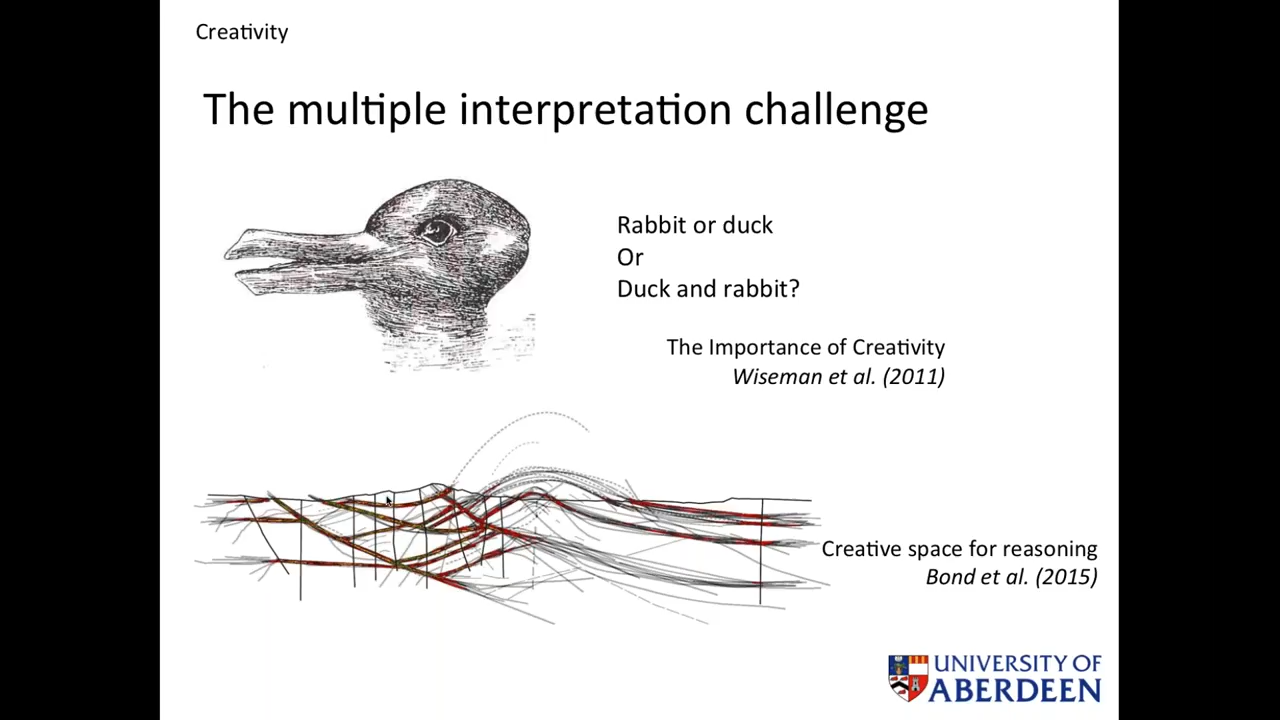 Creativity
The multiple interpretation challenge
Rabbit or duck
Or
Duck and rabbit?
The Importance of Creativity
Wiseman et al. (2011)
Creative space for reasoning
Bond et al. (2015)
UNIVERSITY OF
ABERDEEN